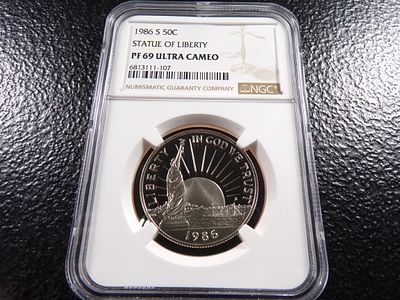 1986 S 50C
STATUE OF LIBERTY
PF 69 ULTRA CAMEO
6813111-107
NUMISMATIC GUARANTY COMPANY
NGC
LIBERTY
IN GOD WE TRUST
1986